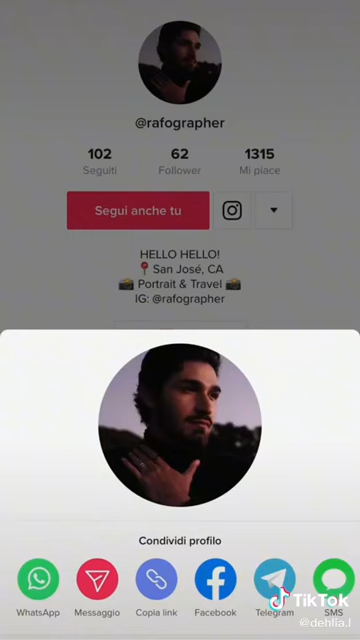 @rafographer
102 62 1315
Seguiti Follower Mi piace
Segui anche tu
HELLO HELLO!
📍San José, CA
📸 Portrait & Travel 📸
IG: @rafographer
Condividi profilo
WhatsApp Messaggio Copia link Facebook Telegram SMS
TikTok
@dehlia.l